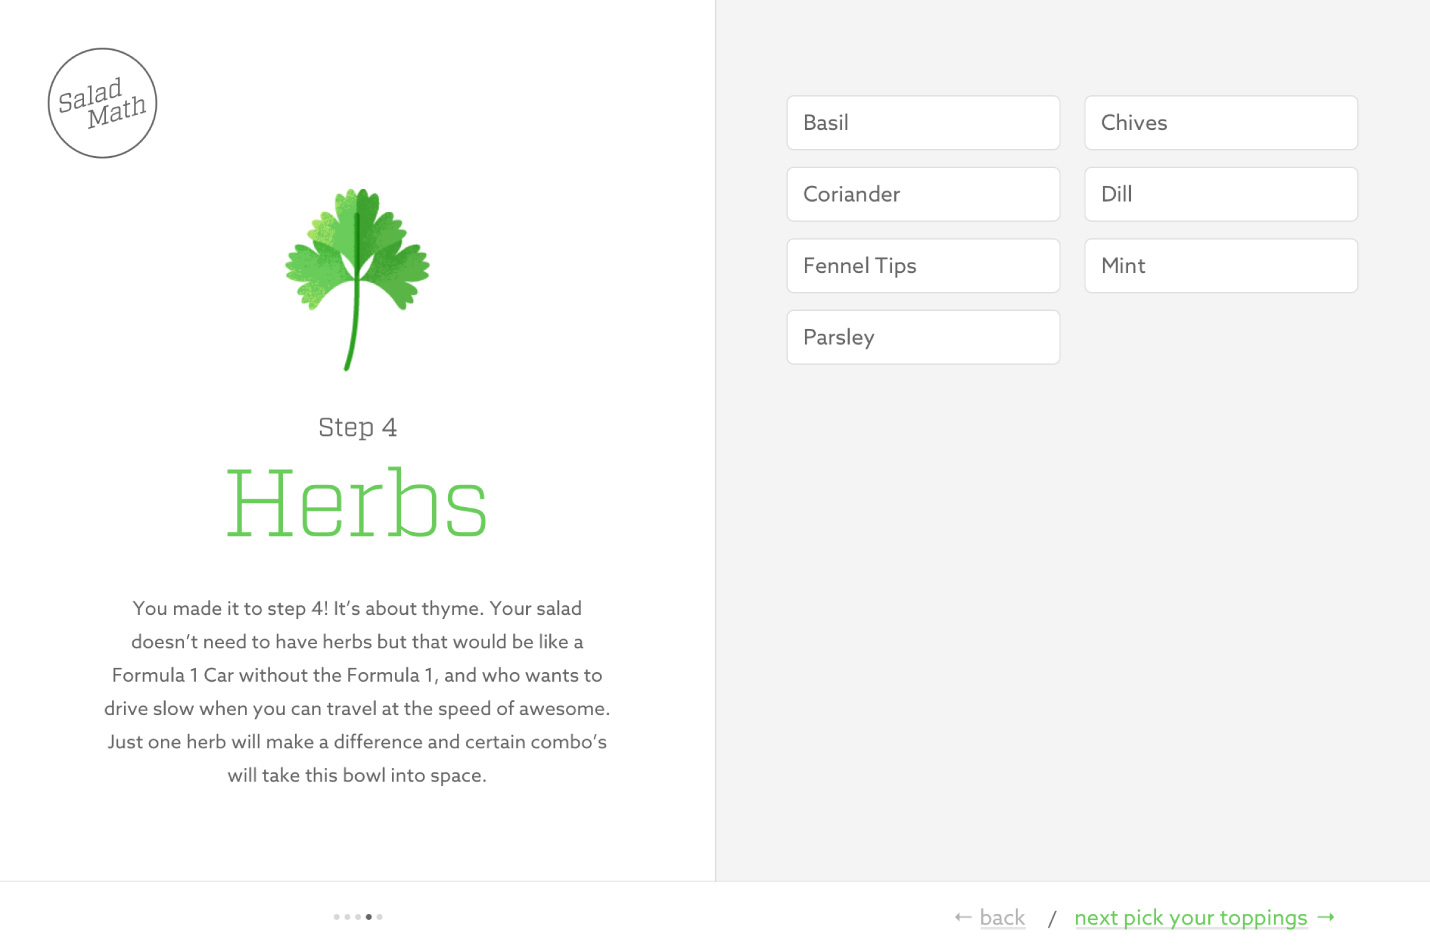 Salad
Math
Step 4
Herbs
You made it to step 4! It’s about thyme. Your salad
doesn’t need to have herbs but that would be like a
Formula 1 Car without the Formula 1, and who wants to
drive slow when you can travel at the speed of awesome.
Just one herb will make a difference and certain combo’s
will take this bowl into space.
Basil
Chives
Coriander
Dill
Fennel Tips
Mint
Parsley
← back / next pick your toppings →